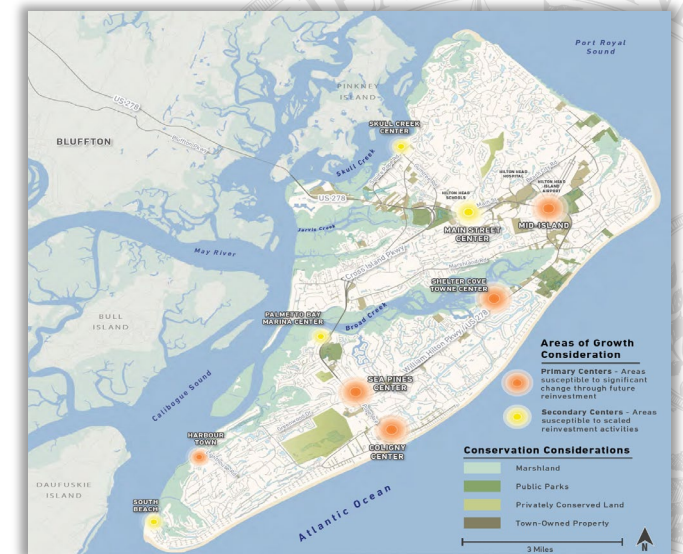 Port Royal
Sound
PINKNEY
ISLAND
US-278
BLUFFTON
SKULL CREEK
CENTER
Skull Creek
HILTON HEAD
HOSPITAL
HILTON HEAD
ISLAND
AIRPORT
HILTON HEAD
SCHOOLS
US-278
MAIN STREET
CENTER
MID-ISLAND
Jarvis Creek
May River
Cross Island Pkwy
SHELTER COVE
TOWNE CENTER
BULL
ISLAND
PALMETTO BAY
MARINA CENTER
Broad Creek
William Hilton Pkwy (US-278)
Calibogue Sound
SEA PINES
CENTER
COLIGNY
CENTER
HARBOUR
TOWN
DAUFUSKIE
ISLAND
SOUTH
BEACH
Atlantic Ocean
Areas of Growth
Consideration
Primary Centers - Areas
susceptible to significant
change through future
reinvestment
Secondary Centers - Areas
susceptible to scaled
reinvestment activities
Conservation Considerations
Marshland
Public Parks
Privately Conserved Land
Town-Owned Property
3 Miles
N